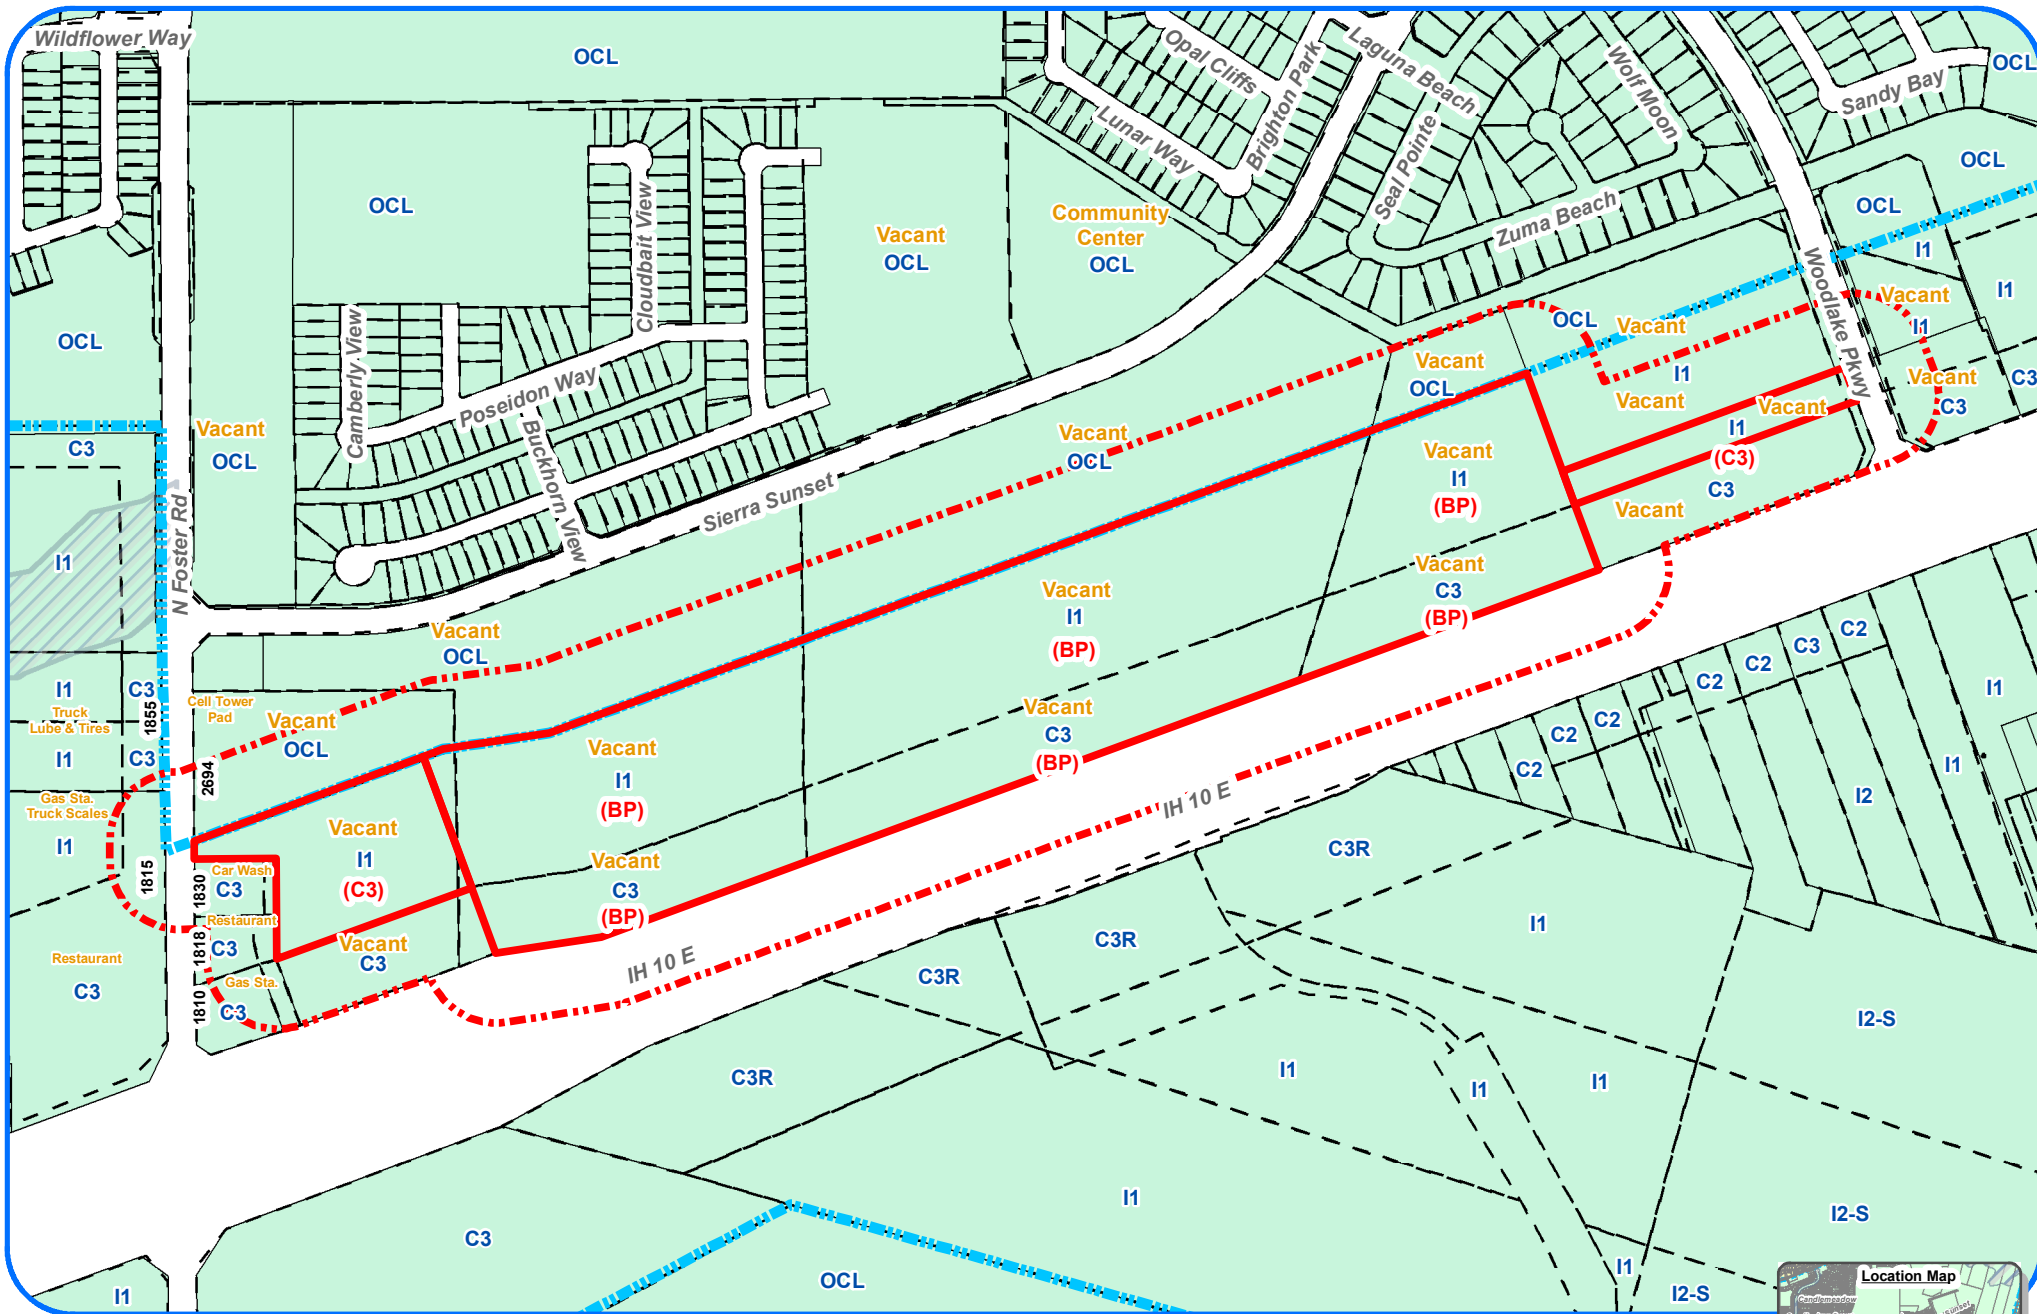 Wildflower Way
OCL
Opal Cliffs
Brighton Park
Laguna Beach
Wolf Moon
Sandy Bay
OCL
Lunar Way
Seal Pointe
OCL
OCL
Cloudbait View
Vacant
OCL
Community
Center
OCL
Zuma Beach
OCL
I1
Woodlake Pkwy
I1
Vacant
I1
OCL
Camberly View
OCL
Vacant
I1
Vacant
Vacant
OCL
Vacant
C3
C3
Poseidon Way
Buckhorn View
Vacant
I1
(C3)
C3
Vacant
C3
Vacant
OCL
Vacant
OCL
Vacant
I1
(BP)
N Foster Rd
Sierra Sunset
I1
Vacant
C3
(BP)
Vacant
I1
(BP)
Vacant
OCL
C2
C3
C2
C2
I1
I1
Truck
Lube & Tires
I1
C3
1855
C3
Cell Tower
Pad
Vacant
OCL
2694
Vacant
C3
(BP)
C2
C2
C2
I1
I2
Vacant
I1
(BP)
IH 10 E
Gas Sta.
Truck Scales
I1
1815
Vacant
I1
(C3)
Car Wash
C3
1830
Vacant
C3
(BP)
C3R
Restaurant
C3
1818
Vacant
C3
C3R
I1
Restaurant
C3
Gas Sta.
C3
1810
IH 10 E
C3R
I2-S
C3R
I1
I1
I1
I1
I2-S
C3
OCL
I1
I1
I2-S
Location Map
Candlemeadow
Sunset